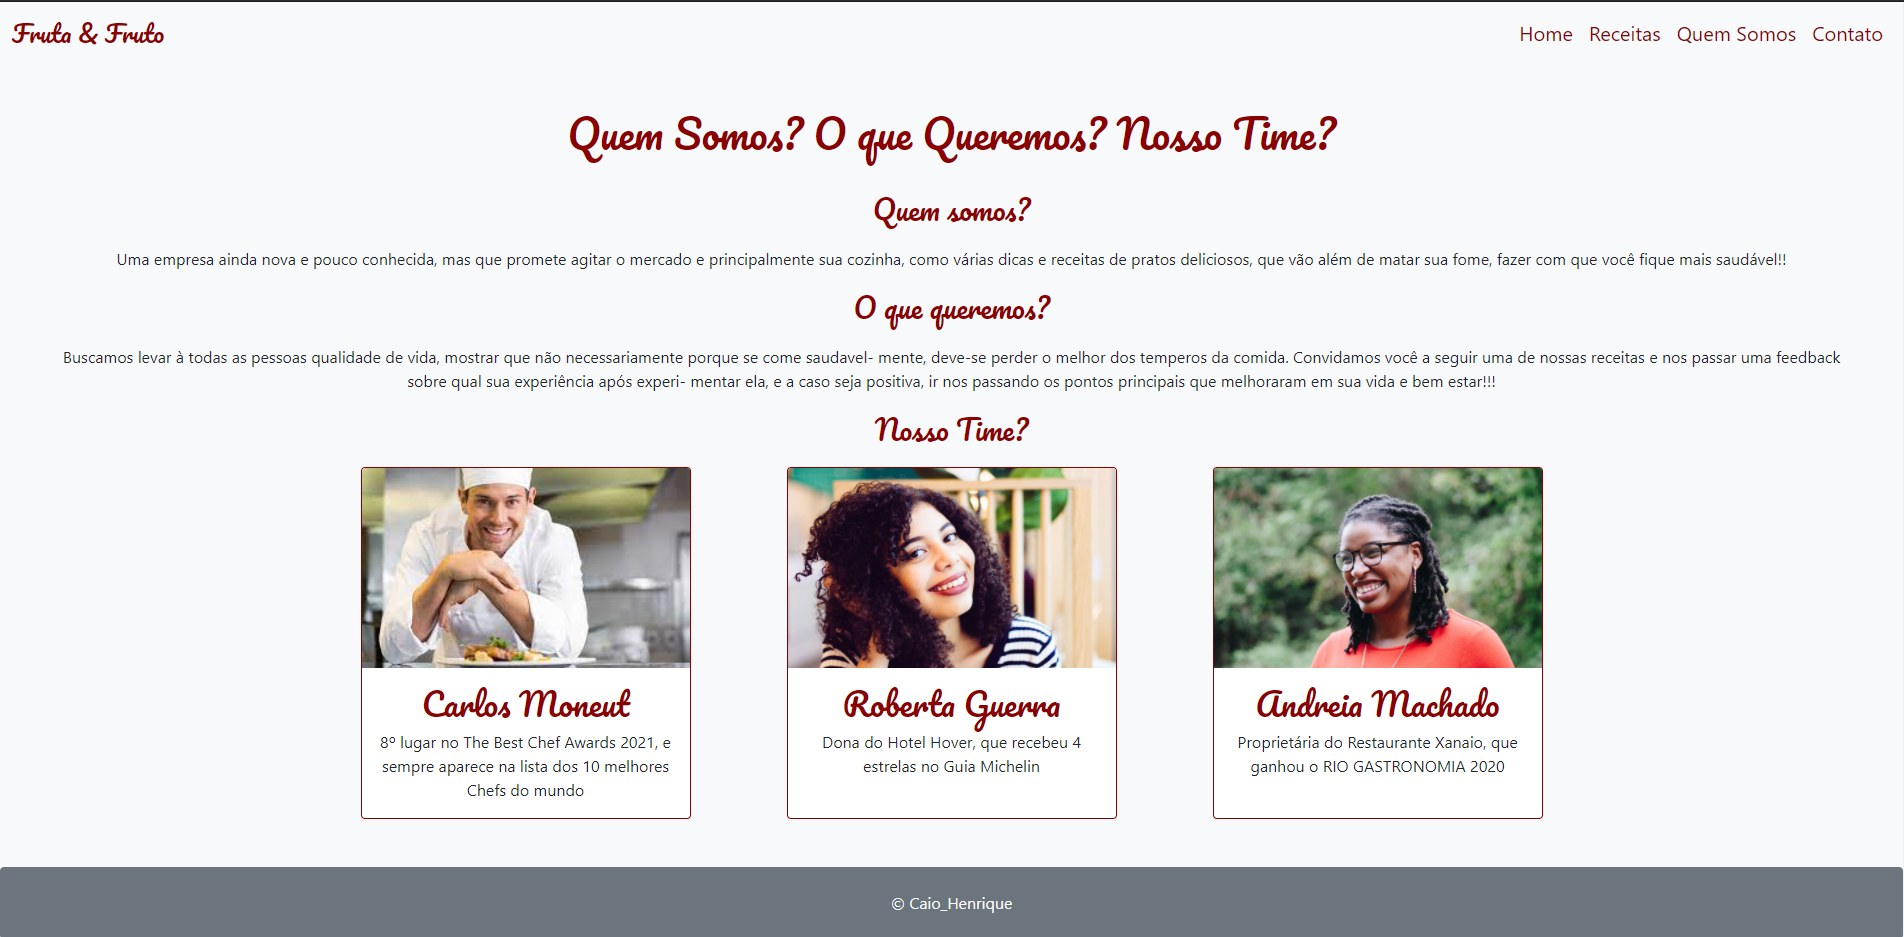 Fruta & Fruto
Home Receitas Quem Somos Contato
Quem Somos? O que Queremos? Nosso Time?
Quem somos?
Uma empresa ainda nova e pouco conhecida, mas que promete agitar o mercado e principalmente sua cozinha, como várias dicas e receitas de pratos deliciosos, que vão além de matar sua fome, fazer com que você fique mais saudável!!
O que queremos?
Buscamos levar à todas as pessoas qualidade de vida, mostrar que não necessariamente porque se come saudavel- mente, deve-se perder o melhor dos temperos da comida. Convidamos você a seguir uma de nossas receitas e nos passar uma feedback
sobre qual sua experiência após experi- mentar ela, e a caso seja positiva, ir nos passando os pontos principais que melhoraram em sua vida e bem estar!!!
Nosso Time?
Carlos Moneut
8º lugar no The Best Chef Awards 2021, e
sempre aparece na lista dos 10 melhores
Chefs do mundo
Roberta Guerra
Dona do Hotel Hover, que recebeu 4
estrelas no Guia Michelin
Andreia Machado
Proprietária do Restaurante Xanaio, que
ganhou o RIO GASTRONOMIA 2020
© Caio_Henrique